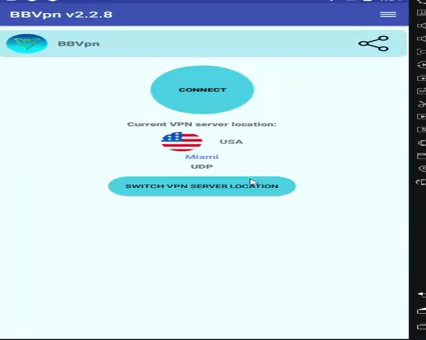 BBVpn v2.2.8
BBVpn
CONNECT
Current VPN server location:
USA
Miami
UDP
SWITCH VPN SERVER LOCATION